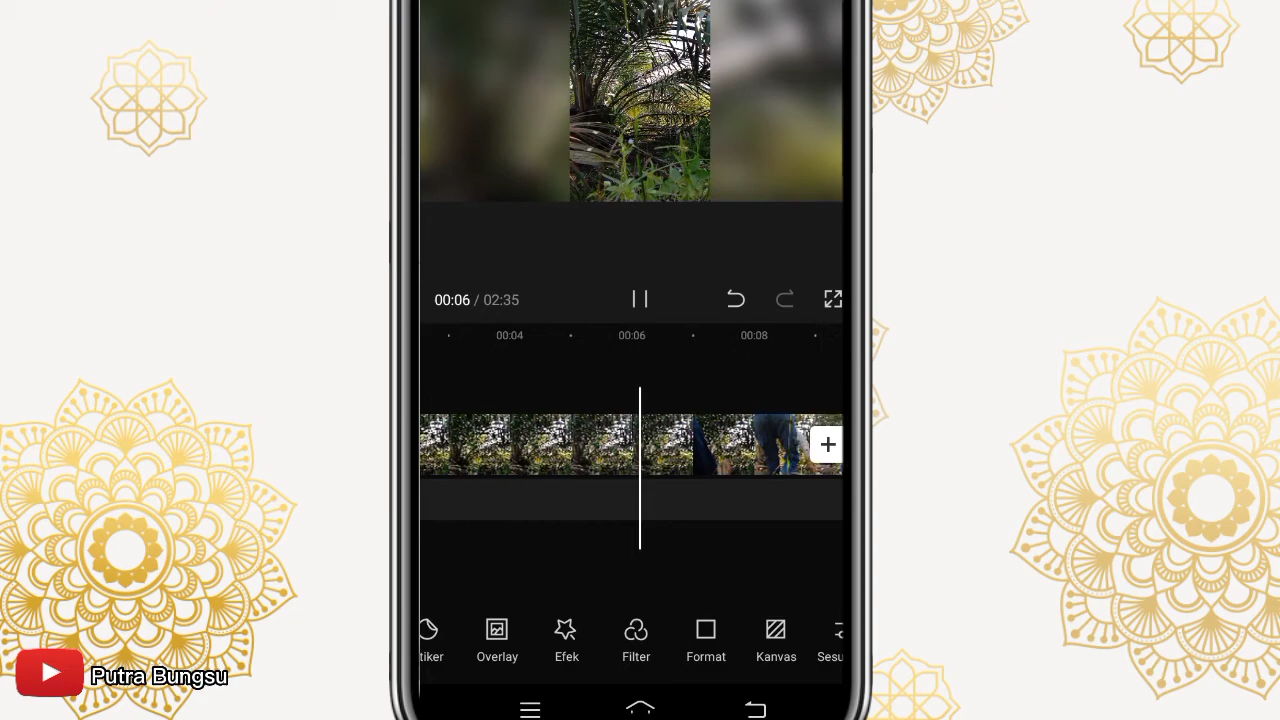 00:06 / 02:35
00:04 00:06 00:08
tiker Overlay Efek Filter Format Kanvas Sesu
Putra Bungsu